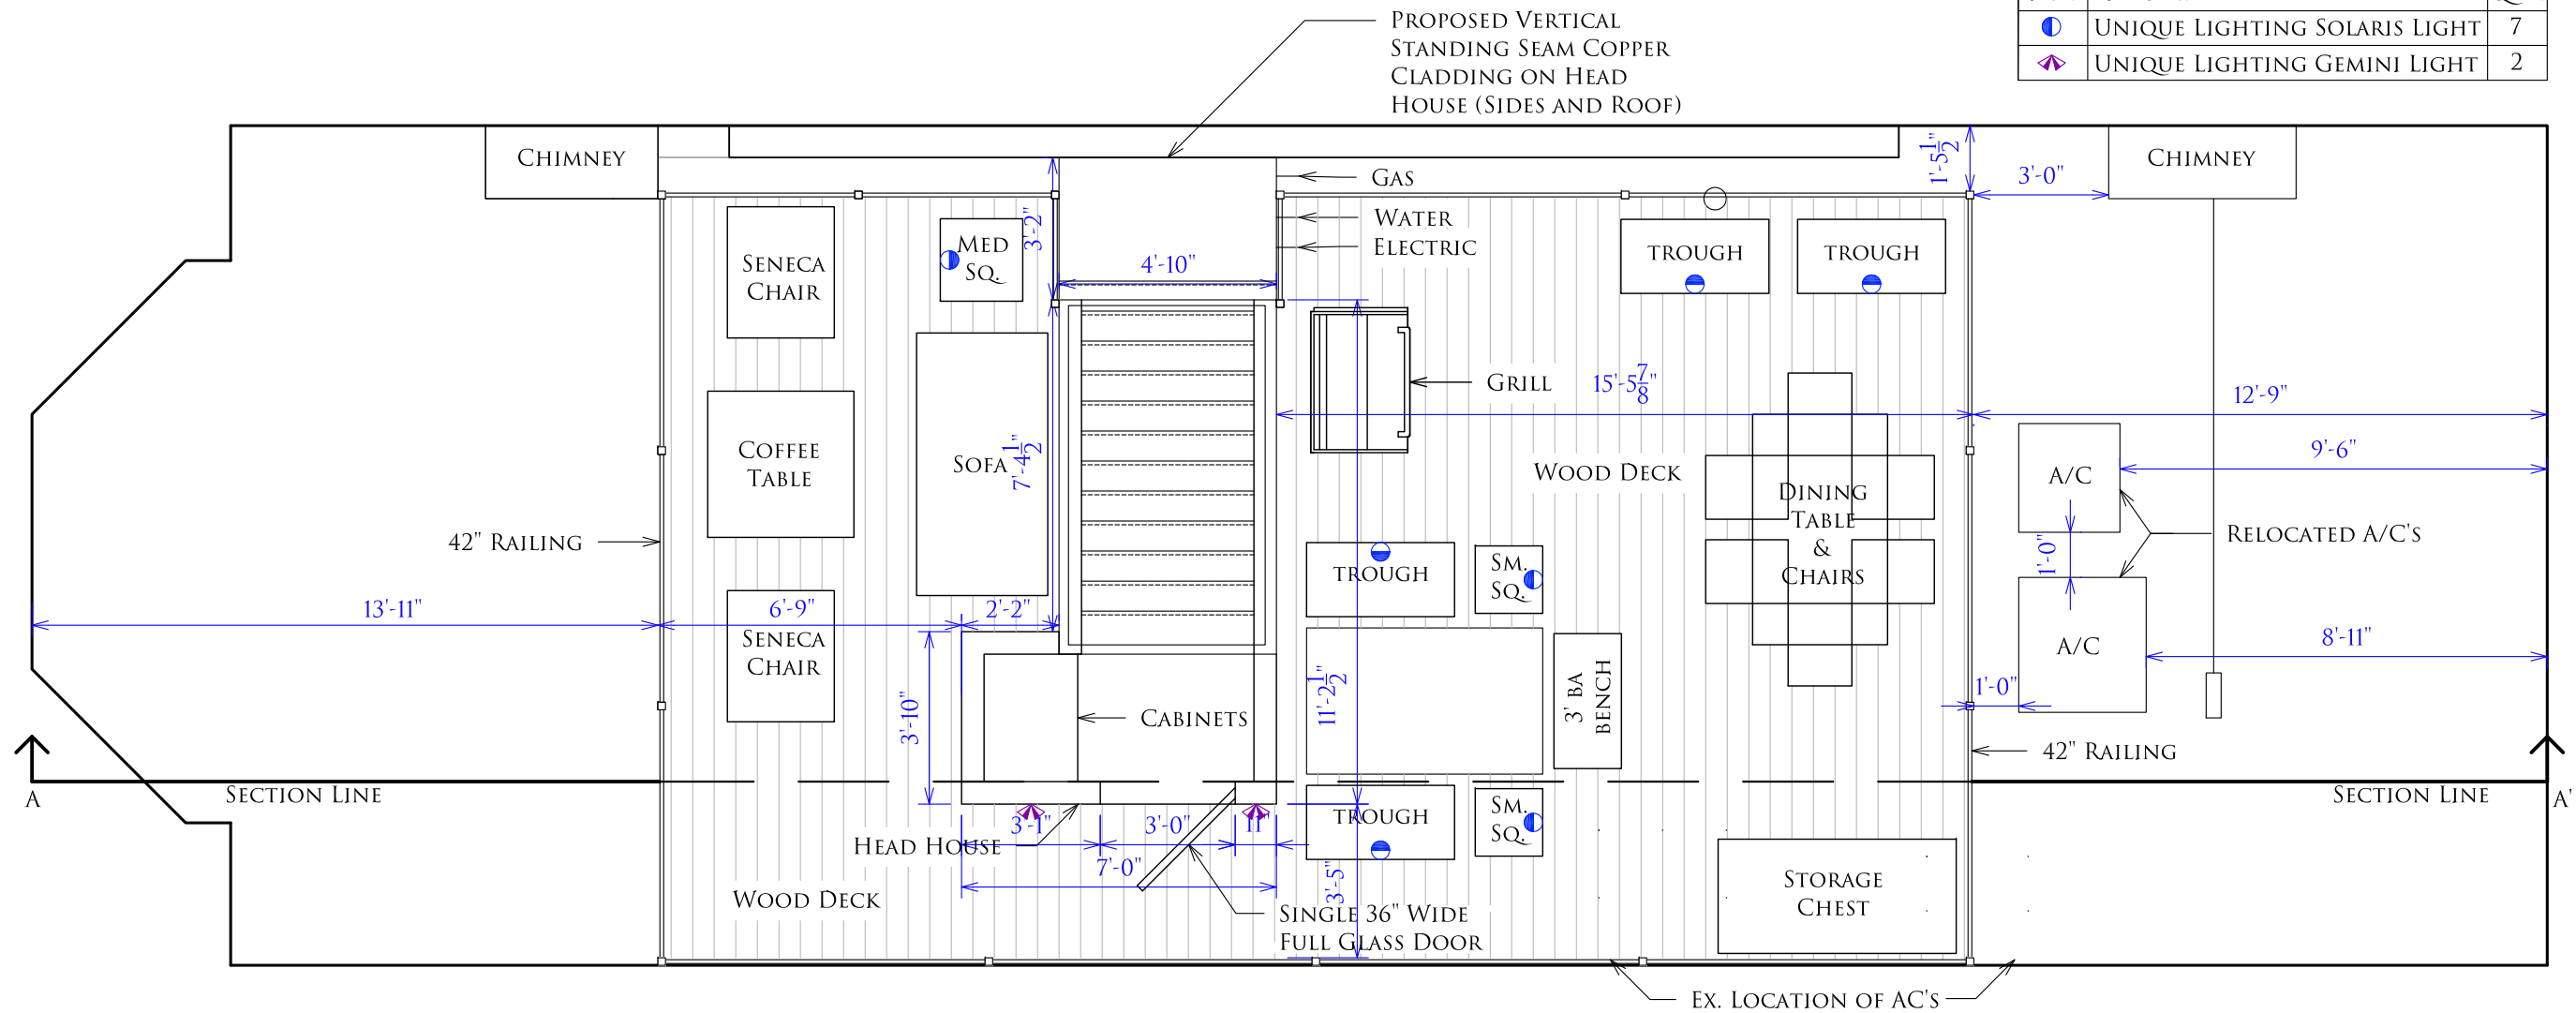 PROPOSED VERTICAL
STANDING SEAM COPPER
CLADDING ON HEAD
HOUSE (SIDES AND ROOF)
UNIQUE LIGHTING SOLARIS LIGHT 7
UNIQUE LIGHTING GEMINI LIGHT 2
CHIMNEY
GAS
1'-5 1/2"
3'-0"
CHIMNEY
WATER
ELECTRIC
3'-2"
4'-10"
SENECA
CHAIR
MED
SQ.
TROUGH
TROUGH
GRILL
15'-5 7/8"
12'-9"
9'-6"
COFFEE
TABLE
SOFA
7'-4 1/2"
WOOD DECK
DINING
TABLE
&
CHAIRS
A/C
1'-0"
RELOCATED A/C'S
42" RAILING
TROUGH
SM.
SQ.
13'-11"
6'-9"
2'-2"
SENECA
CHAIR
A/C
8'-11"
1'-0"
3'-10"
CABINETS
11'-2 1/2"
3' BA
BENCH
42" RAILING
A
SECTION LINE
SECTION LINE
A'
3'-1"
3'-0"
11"
TROUGH
SM.
SQ.
HEAD HOUSE
7'-0"
3'-5"
WOOD DECK
SINGLE 36" WIDE
FULL GLASS DOOR
STORAGE
CHEST
EX. LOCATION OF AC'S